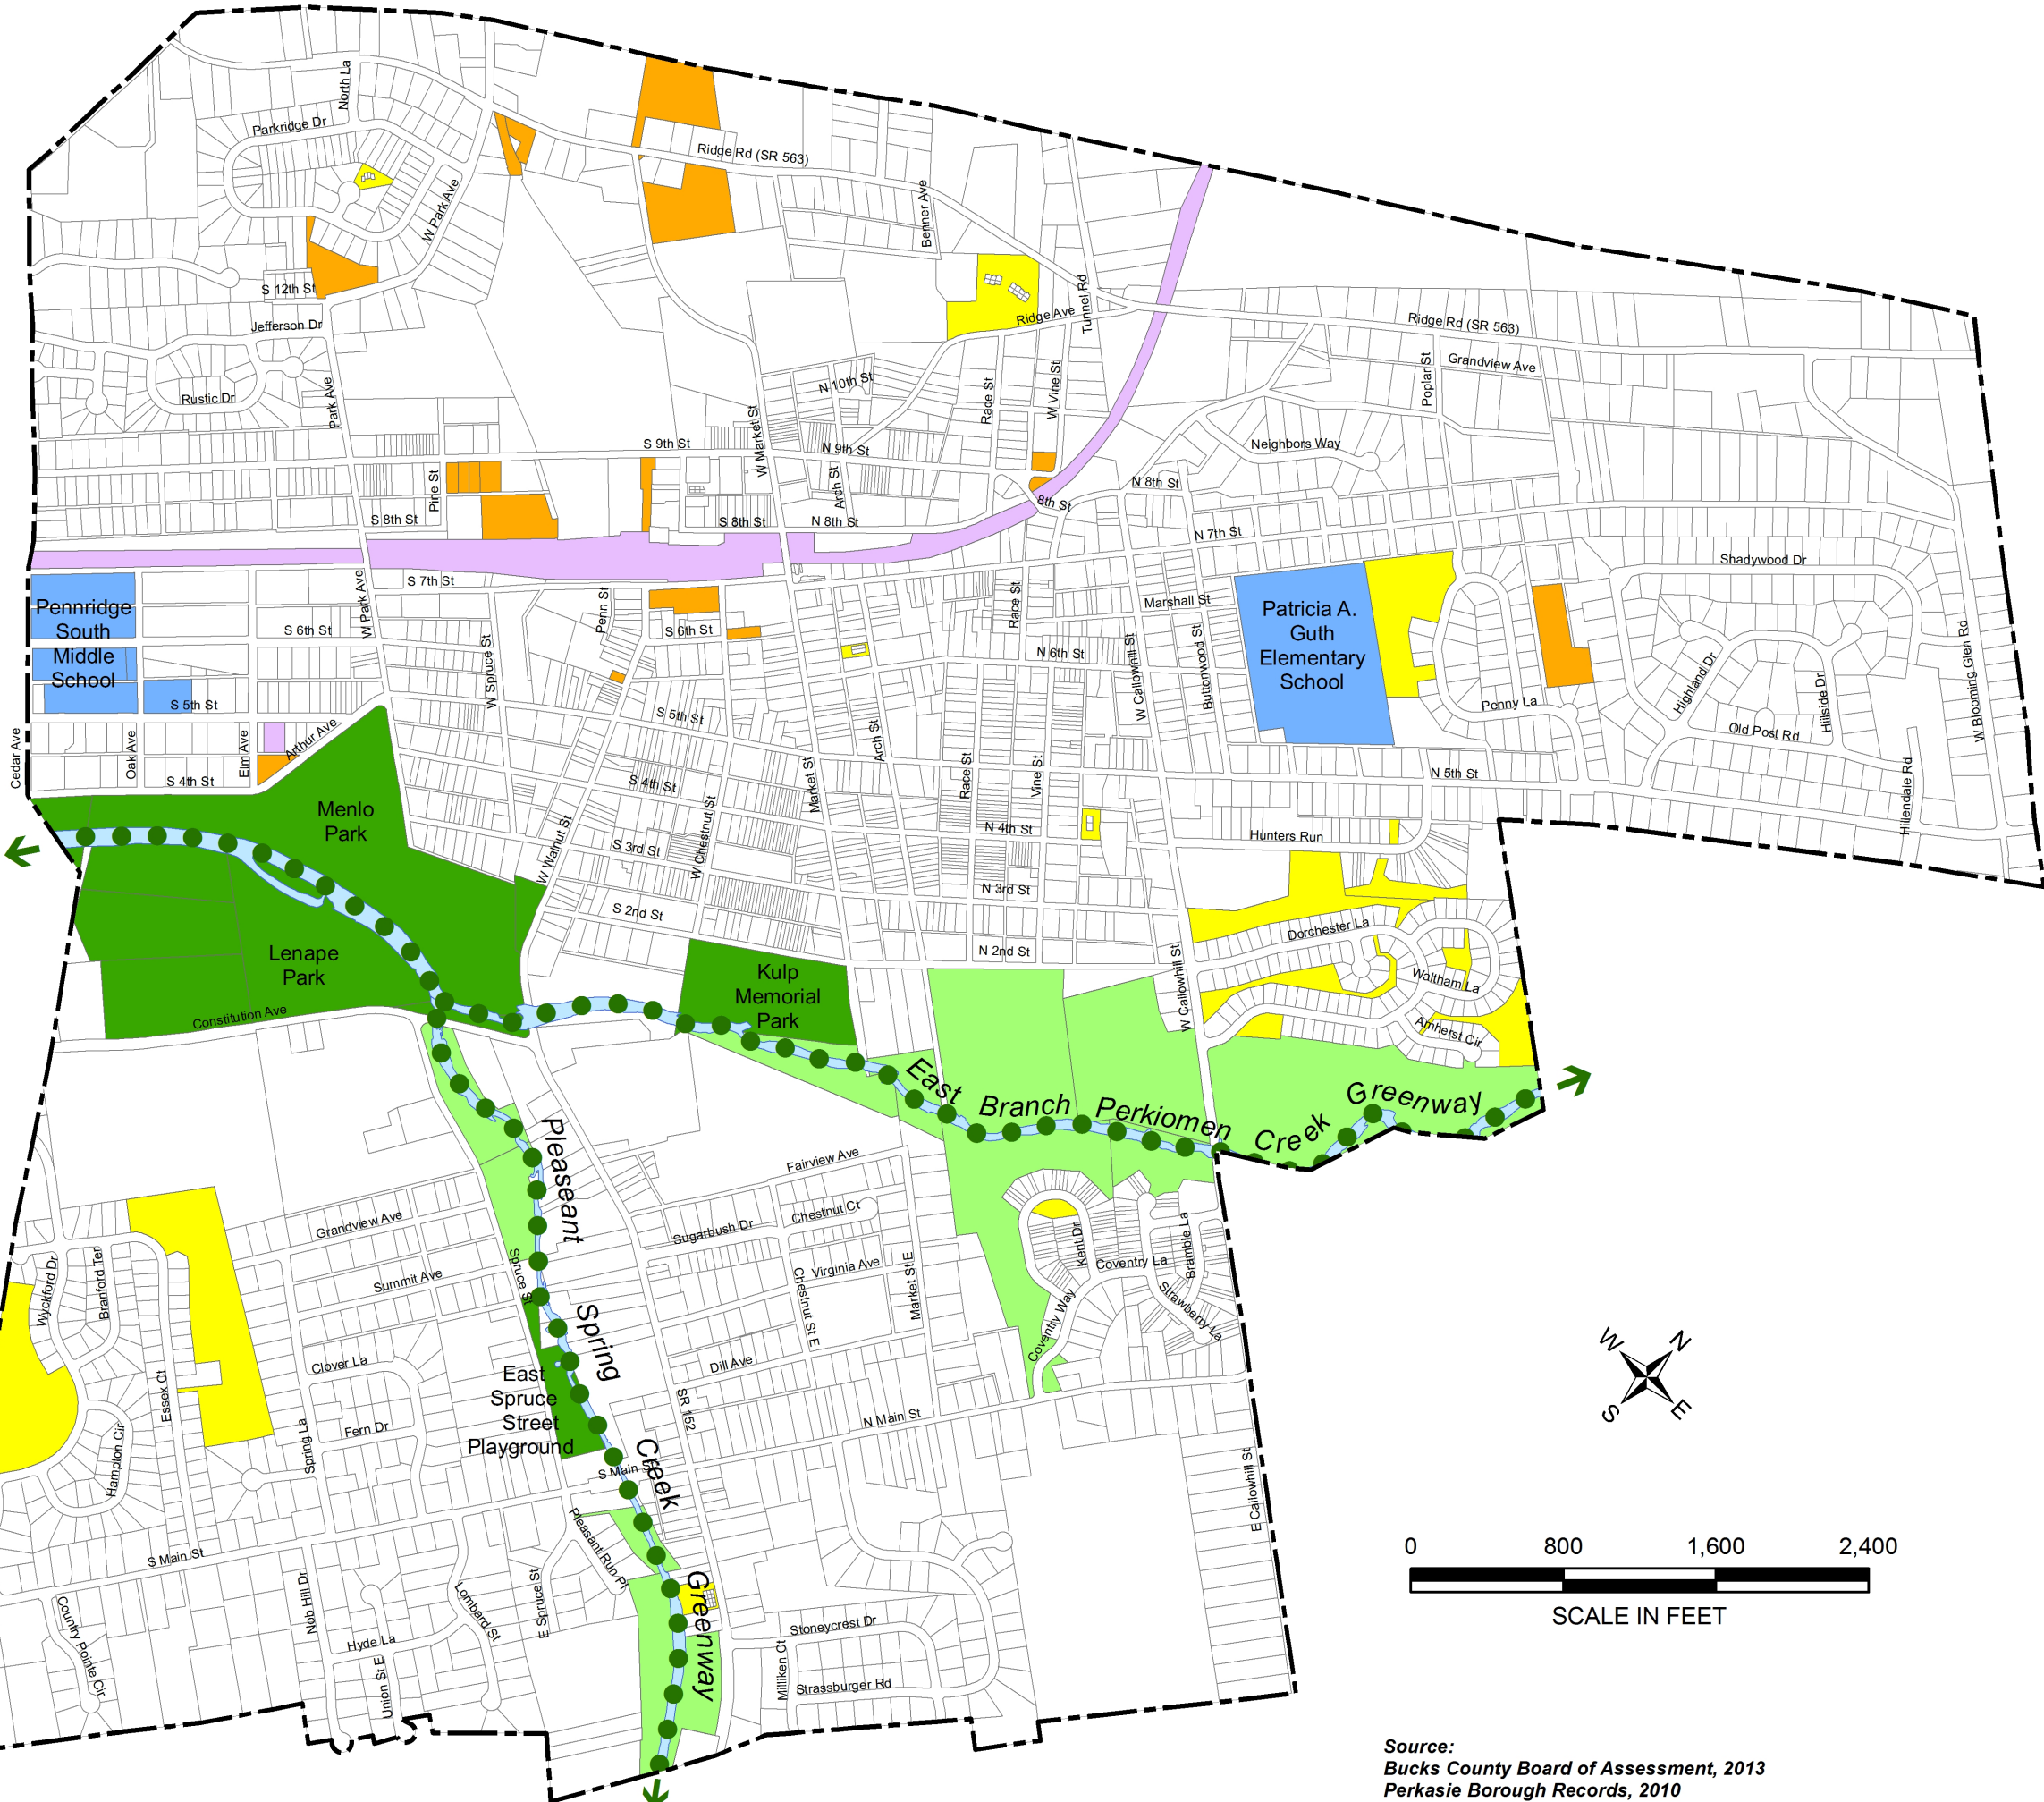 North La
Parkridge Dr
Ridge Rd (SR 563)
W Park Ave
Benner Ave
S 12th St
Jefferson Dr
Ridge Ave
Tunnel Rd
Ridge Rd (SR 563)
Grandview Ave
Poplar St
Rustic Dr
Park Ave
N 10th St
Race St
W Vine St
W Market St
S 9th St
N 9th St
Neighbors Way
Pine St
Arch St
N 8th St
8th St
S 8th St
S 8th St
N 8th St
N 7th St
Shadywood Dr
S 7th St
Pennridge
South
Middle
School
W Park Ave
Penn St
Race St
Marshall St
Patricia A.
Guth
Elementary
School
S 6th St
S 6th St
N 6th St
W Spruce St
W Callowhill St
Buttonwood St
W Blooming Glen Rd
Highland Dr
Hillside Dr
S 5th St
S 5th St
Penny La
Old Post Rd
Arthur Ave
Cedar Ave
Oak Ave
Elm Ave
S 4th St
S 4th St
Market St
Arch St
Race St
Vine St
N 5th St
Hillendale Rd
Menlo
Park
W Walnut St
S 3rd St
W Chestnut St
N 4th St
Hunters Run
N 3rd St
S 2nd St
N 2nd St
Dorchester La
Lenape
Park
Kulp
Memorial
Park
W Callowhill St
Waltham La
Amherst Cir
Constitution Ave
East Branch Perkiomen Creek Greenway
Pleaseant Spring Creek Greenway
Fairview Ave
Grandview Ave
Sugarbush Dr
Chestnut Ct
Kent Dr
Coventry La
Bramble La
Strawberry La
Wyckford Dr
Branford Ter
Summit Ave
Spruce St
Virginia Ave
Chestnut St E
Market St E
Coventry Way
Clover La
Dill Ave
East
Spruce
Street
Playground
Essex Ct
Hampton Cir
Spring La
Fern Dr
SR 152
N Main St
S Main St
E Callowhill St
Pleasant Run Pl
S Main St
Nob Hill Dr
Lombard St
E Spruce St
Country Pointe Cir
Hyde La
Union St E
Stoneycrest Dr
Milliken Ct
Strassburger Rd
W
N
S
E
0 800 1,600 2,400
SCALE IN FEET
Source:
Bucks County Board of Assessment, 2013
Perkasie Borough Records, 2010